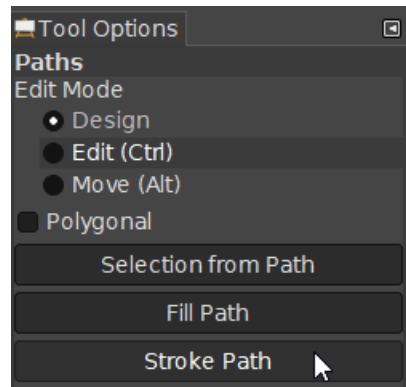 Tool Options
Paths
Edit Mode
Design
Edit (Ctrl)
Move (Alt)
Polygonal
Selection from Path
Fill Path
Stroke Path